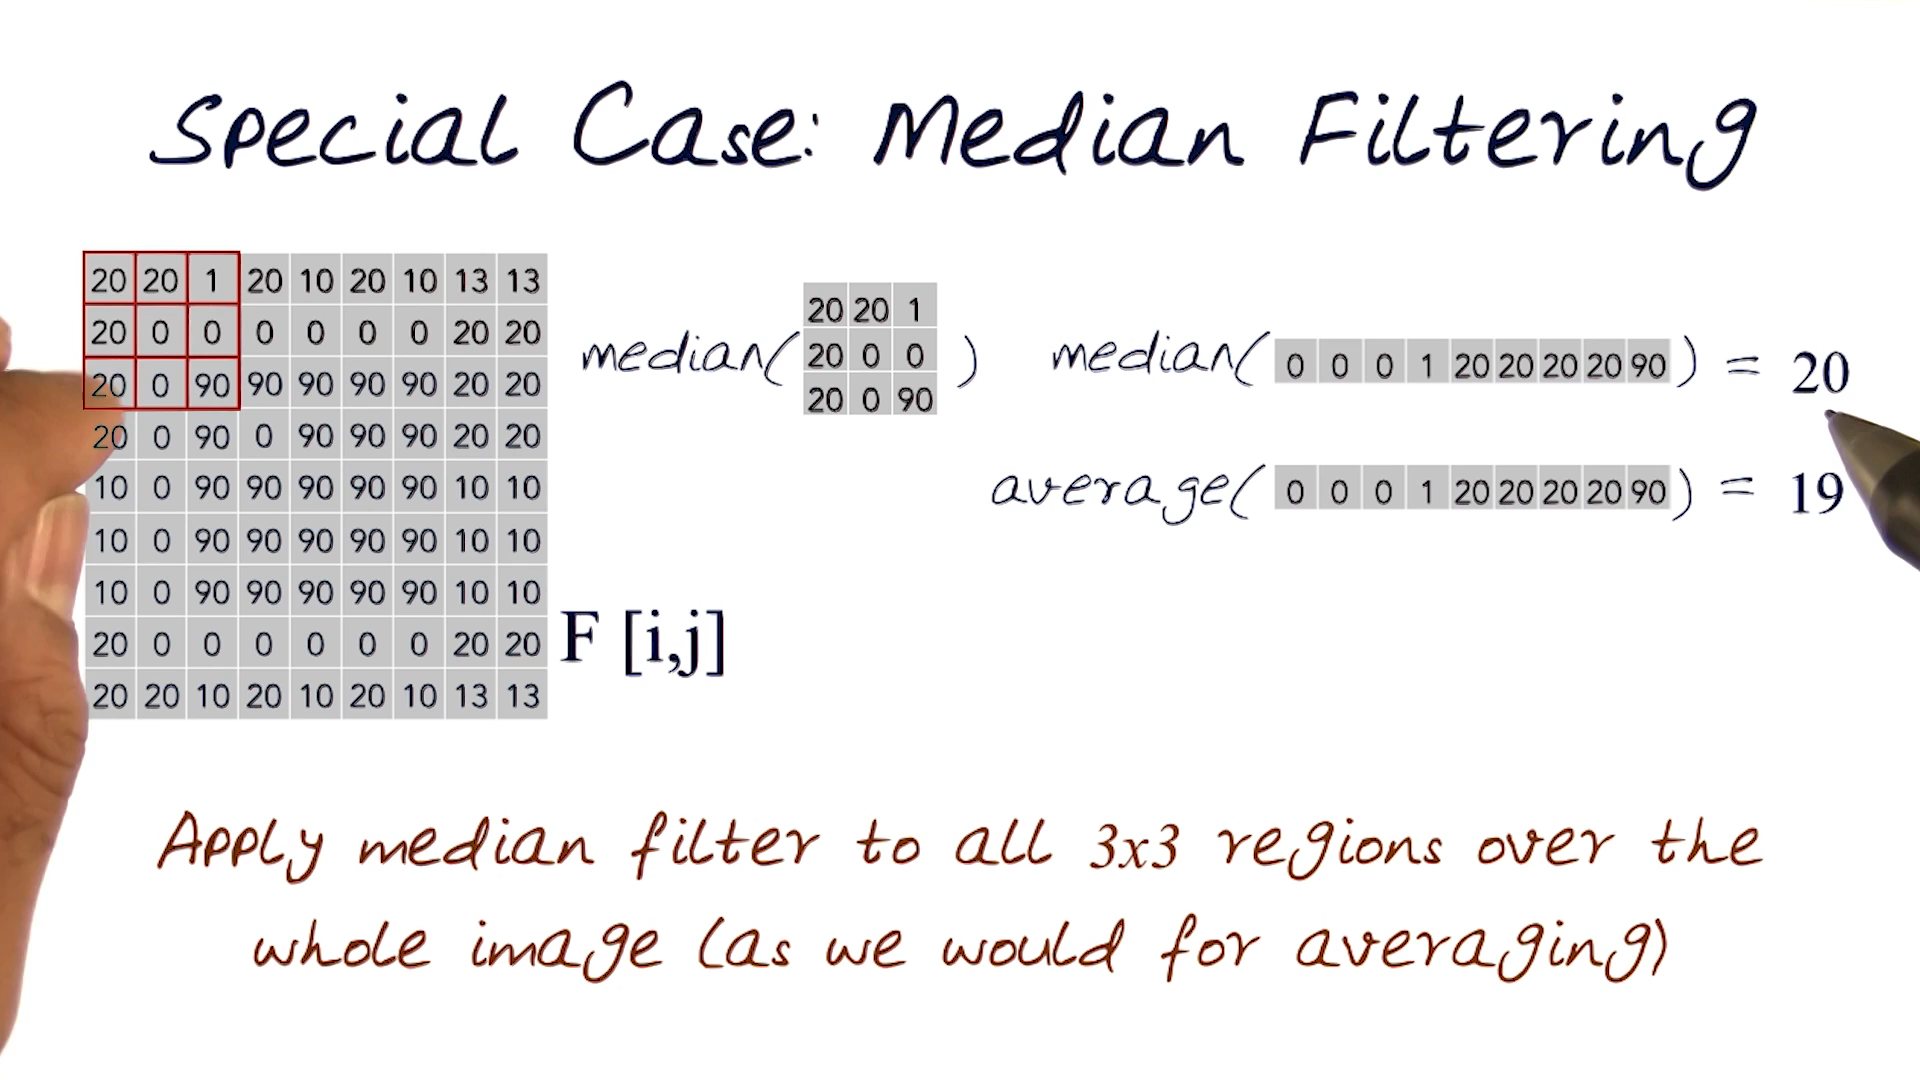 Special Case: Median Filtering
20 20 1 20 10 20 10 13 13
20 0 0 0 0 0 0 20 20
20 0 90 90 90 90 90 20 20
20 0 90 0 90 90 90 20 20
10 0 90 90 90 90 90 10 10
10 0 90 90 90 90 90 10 10
10 0 90 90 90 90 90 10 10
20 0 0 0 0 0 0 20 20
20 20 10 20 10 20 10 13 13
F [i,j]
median(
20 20 1
20 0 0
20 0 90
)
median( 0 0 0 1 20 20 20 20 90 ) = 20
average( 0 0 0 1 20 20 20 20 90 ) = 19
Apply median filter to all 3x3 regions over the
whole image (as we would for averaging)